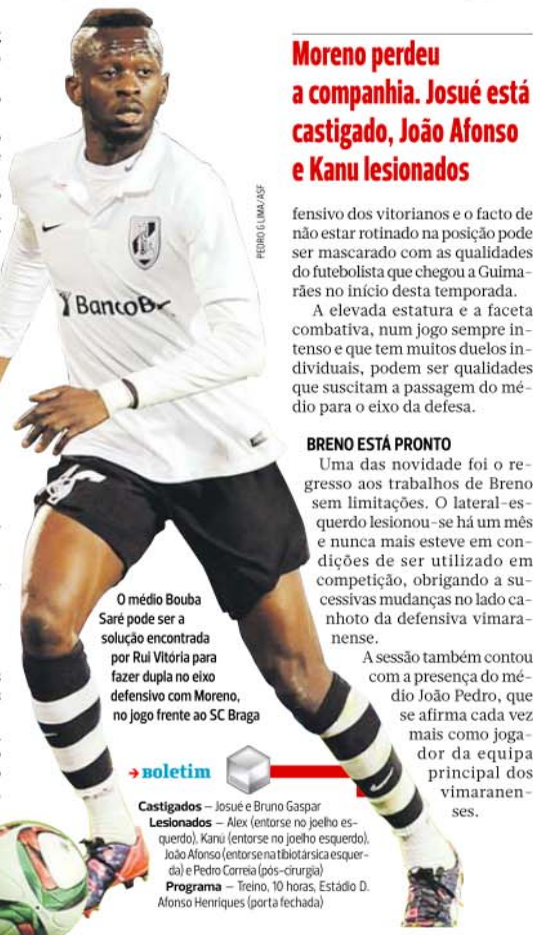 Moreno perdeu
a companhia. Josué está
castigado, João Afonso
e Kanu lesionados
PEDRO G LIMA/ASF
fensivo dos vitorianos e o facto de
não estar rotinado na posição pode
ser mascarado com as qualidades
do futebolista que chegou a Guima-
rães no início desta temporada.
A elevada estatura e a faceta
combativa, num jogo sempre in-
tenso e que tem muitos duelos in-
dividuais, podem ser qualidades
que suscitam a passagem do mé-
dio para o eixo da defesa.
BRENO ESTÁ PRONTO
Uma das novidade foi o re-
gresso aos trabalhos de Breno
sem limitações. O lateral-es-
querdo lesionou-se há um mês
e nunca mais esteve em con-
dições de ser utilizado em
competição, obrigando a su-
cessivas mudanças no lado ca-
nhoto da defensiva vimara-
nense.
A sessão também contou
com a presença do mé-
dio João Pedro, que
se afirma cada vez
mais como joga-
dor da equipa
principal dos
vimaranen-
ses.
BancoB
O médio Bouba
Saré pode ser a
solução encontrada
por Rui Vitória para
fazer dupla no eixo
defensivo com Moreno,
no jogo frente ao SC Braga
Boletim
Castigados – Josué e Bruno Gaspar
Lesionados – Alex (entorse no joelho es-
querdo), Kanú (entorse no joelho esquerdo),
João Afonso (entorse na tibiotársica esquer-
da) e Pedro Correia (pós-cirurgia)
Programa – Treino, 10 horas, Estádio D.
Afonso Henriques (porta fechada)